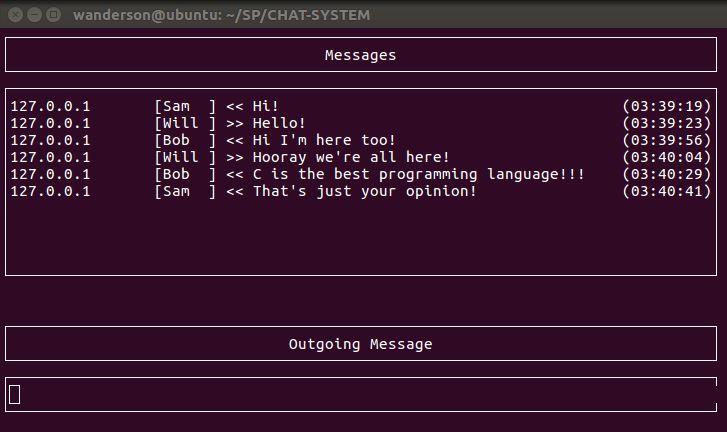 wanderson@ubuntu: ~/SP/CHAT-SYSTEM
Messages
127.0.0.1       [Sam  ] << Hi!                                      (03:39:19)
127.0.0.1       [Will ] >> Hello!                                   (03:39:23)
127.0.0.1       [Bob  ] << Hi I'm here too!                         (03:39:56)
127.0.0.1       [Will ] >> Hooray we're all here!                   (03:40:04)
127.0.0.1       [Bob  ] << C is the best programming language!!!    (03:40:29)
127.0.0.1       [Sam  ] << That's just your opinion!                (03:40:41)
Outgoing Message